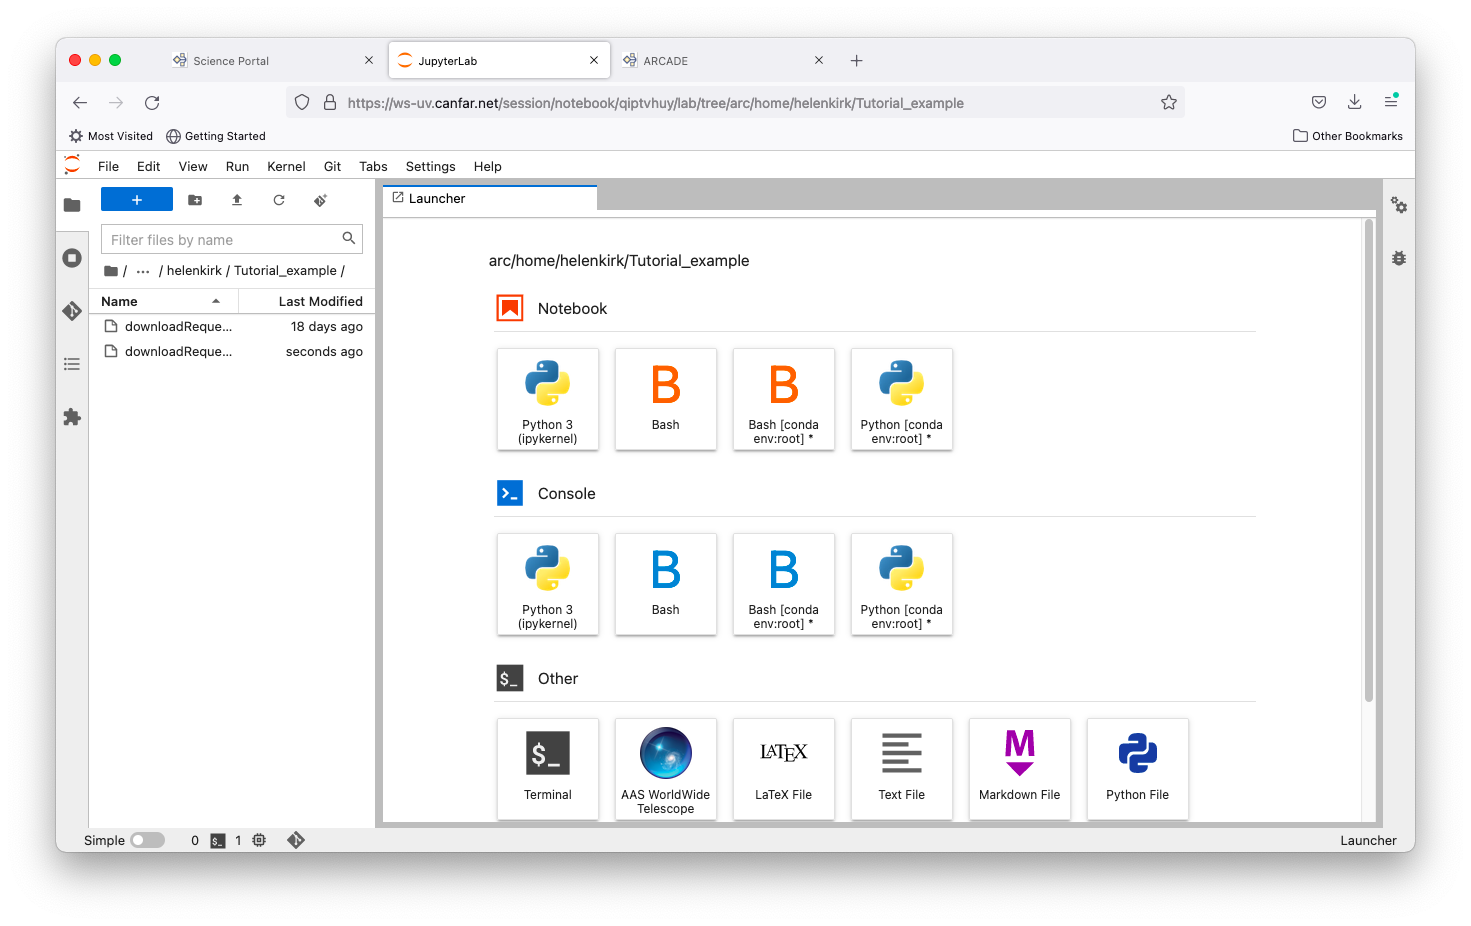 Science Portal
JupyterLab
ARCADE
https://ws-uv.canfar.net/session/notebook/qiptvhuy/lab/tree/arc/home/helenkirk/Tutorial_example
Most Visited
Getting Started
Other Bookmarks
File Edit View Run Kernel Git Tabs Settings Help
Launcher
Filter files by name
/ ··· / helenkirk / Tutorial_example /
Name
Last Modified
downloadReque...
18 days ago
downloadReque...
seconds ago
arc/home/helenkirk/Tutorial_example
Notebook
Python 3
(ipykernel)
B
Bash
B
Bash [conda
env:root] *
Python [conda
env:root] *
Console
Python 3
(ipykernel)
B
Bash
B
Bash [conda
env:root] *
Python [conda
env:root] *
$_
Other
$_
Terminal
AAS WorldWide
Telescope
LATEX
LaTeX File
Text File
M
Markdown File
Python File
Simple
0
$_
1
Launcher